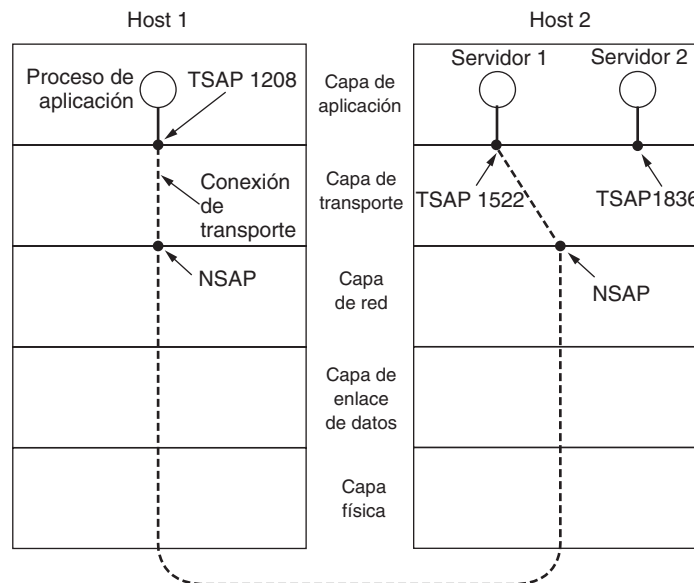 Host 1
Host 2
Proceso de
aplicación
TSAP 1208
Capa de
aplicación
Servidor 1
Servidor 2
Conexión
de
transporte
Capa de
transporte
TSAP 1522
TSAP1836
NSAP
Capa
de red
NSAP
Capa de
enlace
de datos
Capa
física